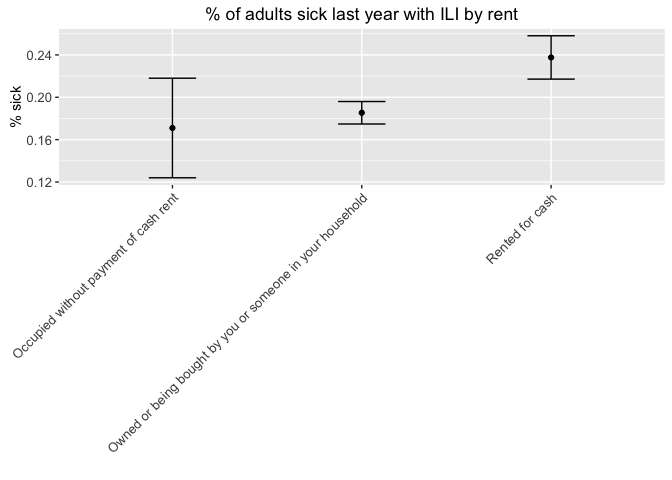 % of adults sick last year with ILI by rent
% sick
0.24
0.20
0.16
0.12
Occupied without payment of cash rent
Owned or being bought by you or someone in your household
Rented for cash